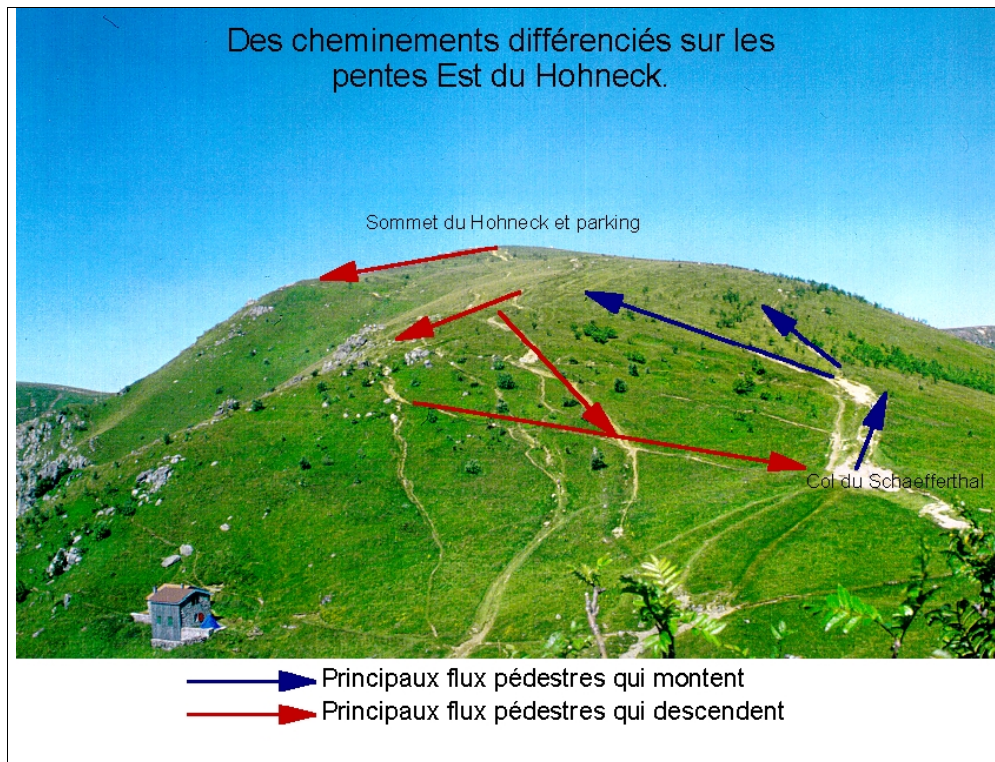 Des cheminements différenciés sur les
pentes Est du Hohneck.
Sommet du Hohneck et parking
Col du Schaefferthal
Principaux flux pédestres qui montent
Principaux flux pédestres qui descendent